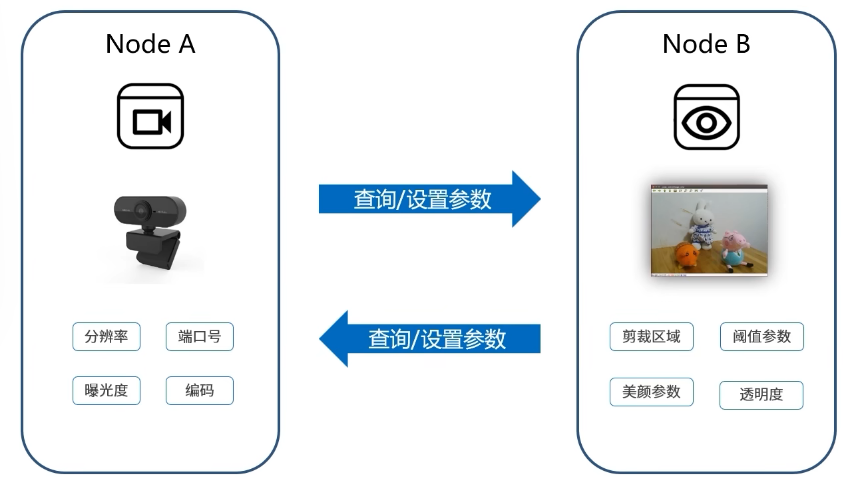 Node A
Node B
查询/设置参数
查询/设置参数
分辨率
端口号
曝光度
编码
剪裁区域
阈值参数
美颜参数
透明度